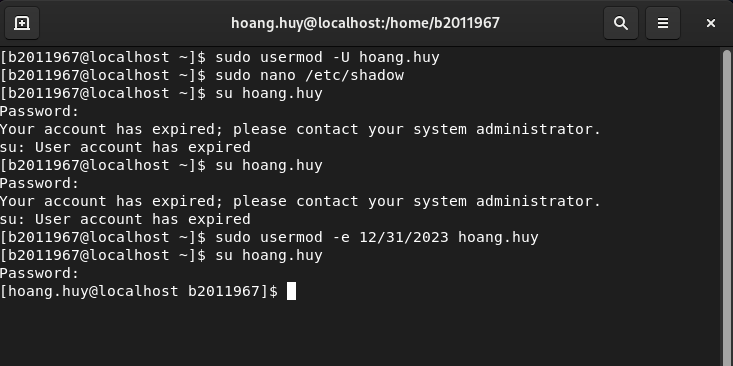 hoang.huy@localhost:/home/b2011967
[b2011967@localhost ~]$ sudo usermod -U hoang.huy
[b2011967@localhost ~]$ sudo nano /etc/shadow
[b2011967@localhost ~]$ su hoang.huy
Password:
Your account has expired; please contact your system administrator.
su: User account has expired
[b2011967@localhost ~]$ su hoang.huy
Password:
Your account has expired; please contact your system administrator.
su: User account has expired
[b2011967@localhost ~]$ sudo usermod -e 12/31/2023 hoang.huy
[b2011967@localhost ~]$ su hoang.huy
Password:
[hoang.huy@localhost b2011967]$